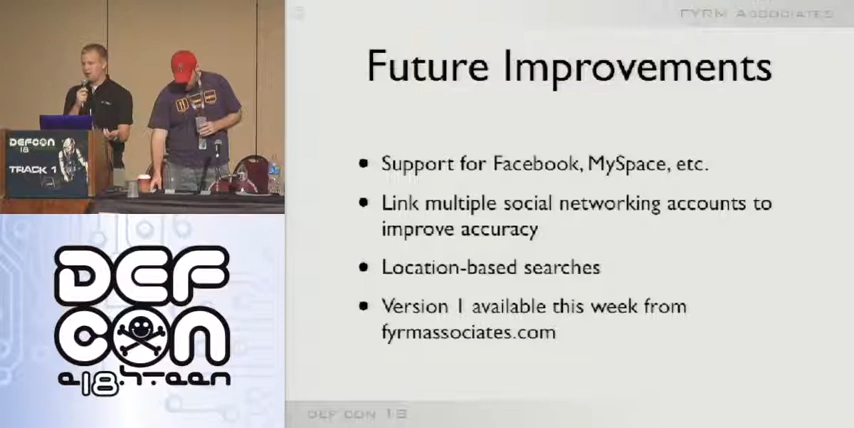 FYRM ASSOCIATES
Future Improvements
• Support for Facebook, MySpace, etc.
• Link multiple social networking accounts to
improve accuracy
• Location-based searches
• Version 1 available this week from
fyrmassociates.com
DEF CON 18
DEFCON
18
TRACK 1
DEF
CON
e18hteen